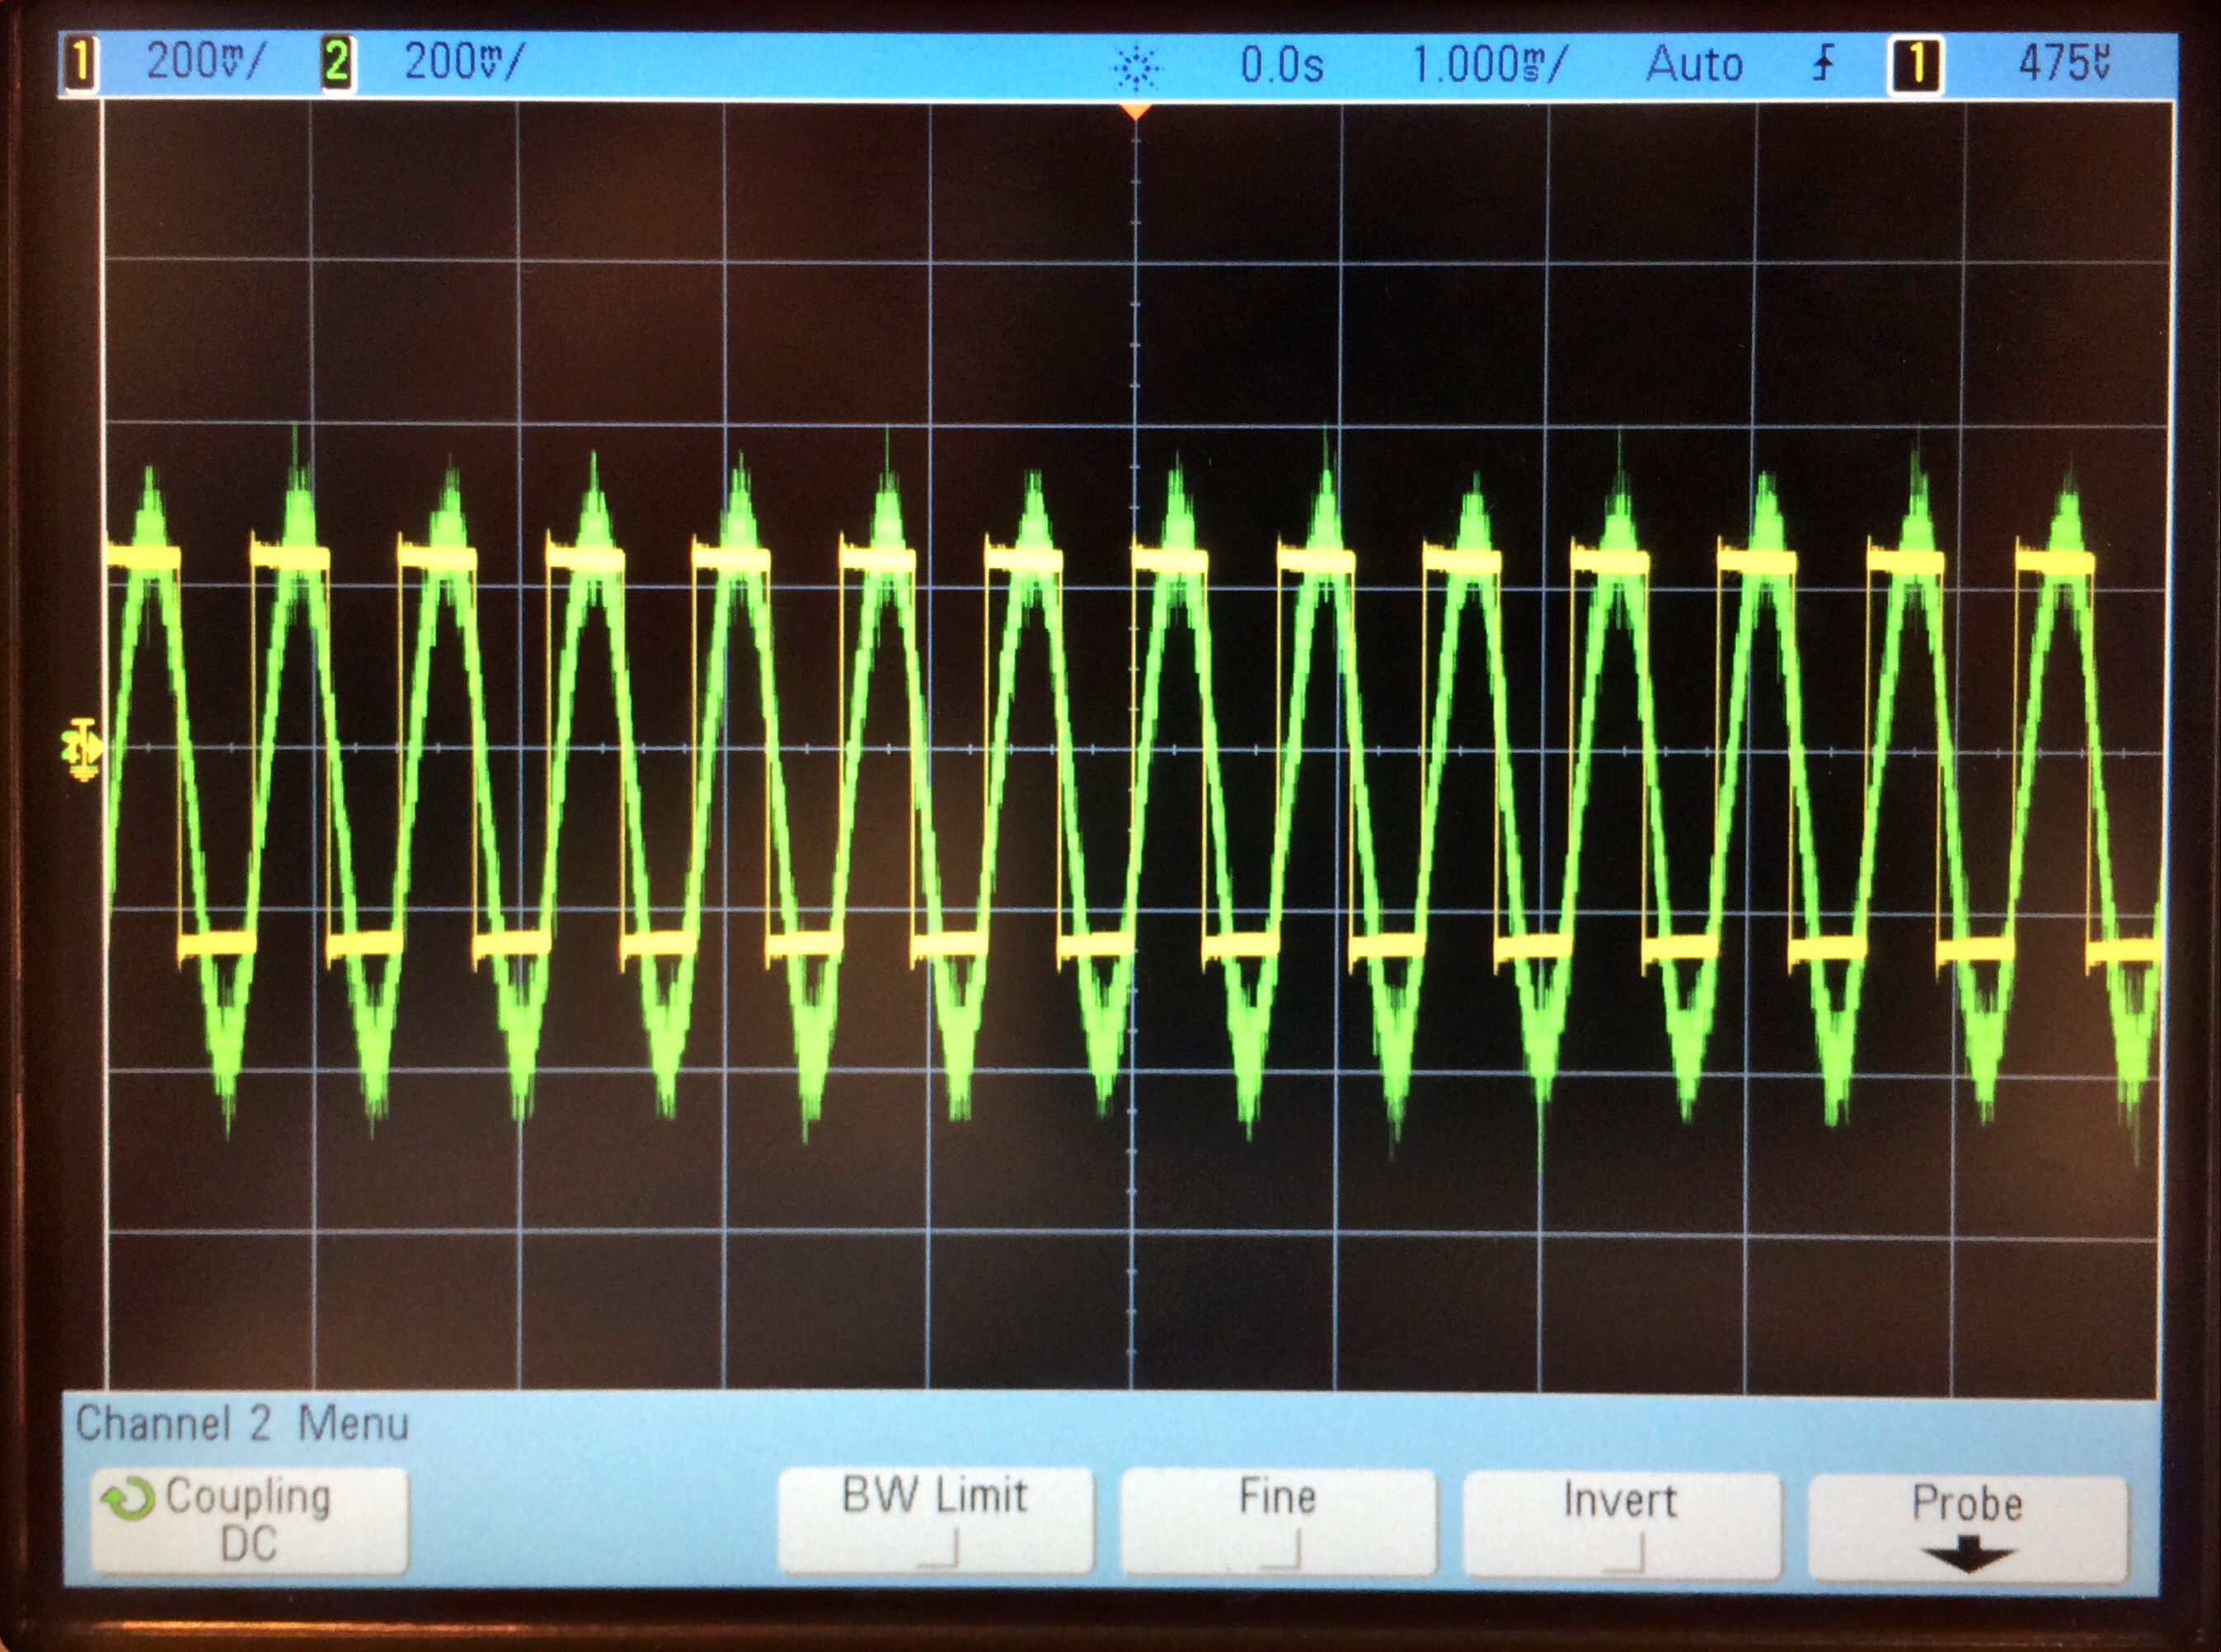 1 200mV/ 2 200mV/ 0.0s 1.000ms/ Auto 1 475uV
Channel 2 Menu
Coupling BW Limit Fine Invert Probe
DC